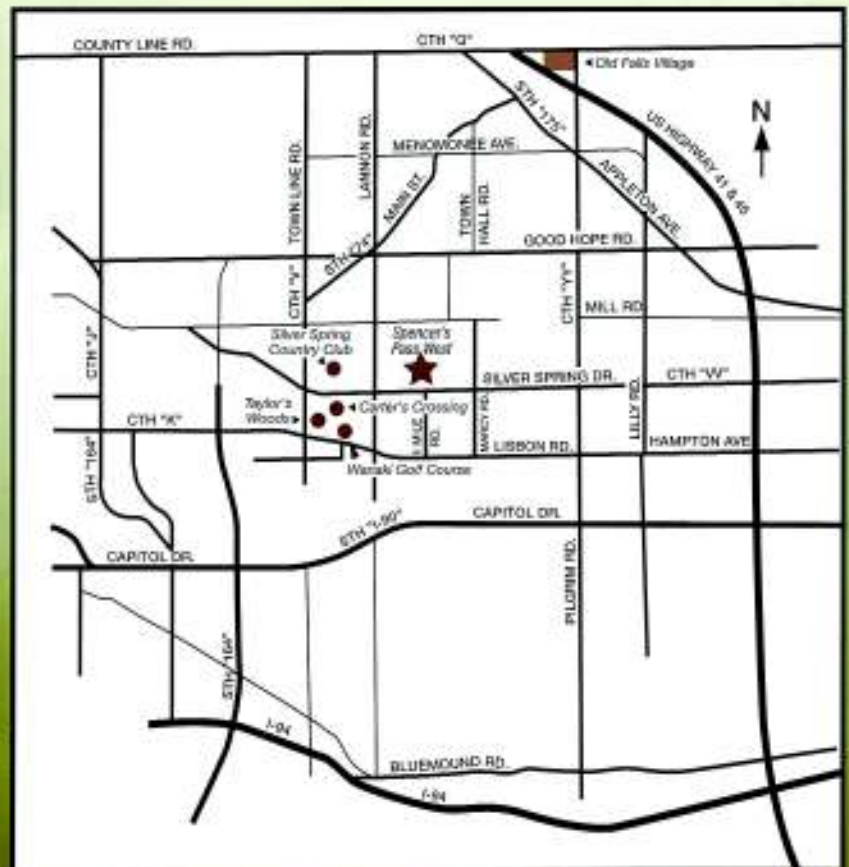 COUNTY LINE RD.
CTH "Q"
Old Falls Village
STH "175"
US HIGHWAY 41 & 45
N
LANNON RD.
TOWN LINE RD.
MENOMONEE AVE.
MAIN ST.
TOWN
HALL RD.
APPLETON AVE.
STH "74"
GOOD HOPE RD.
CTH "V"
CTH "YY"
MILL RD.
CTH "J"
Silver Spring
Country Club
Spencer's
Pass West
SILVER SPRING DR.
CTH "VV"
Taylor's
Woods
Carter's Crossing
MARCY RD.
LILLY RD.
CTH "K"
MILE
RD.
LISBON RD.
HAMPTON AVE.
STH "164"
Wanaki Golf Course
STH "I-90"
CAPITOL DR.
CAPITOL DR.
PILGRIM RD.
STH "164"
I-94
BLUEMOUND RD.
I-94